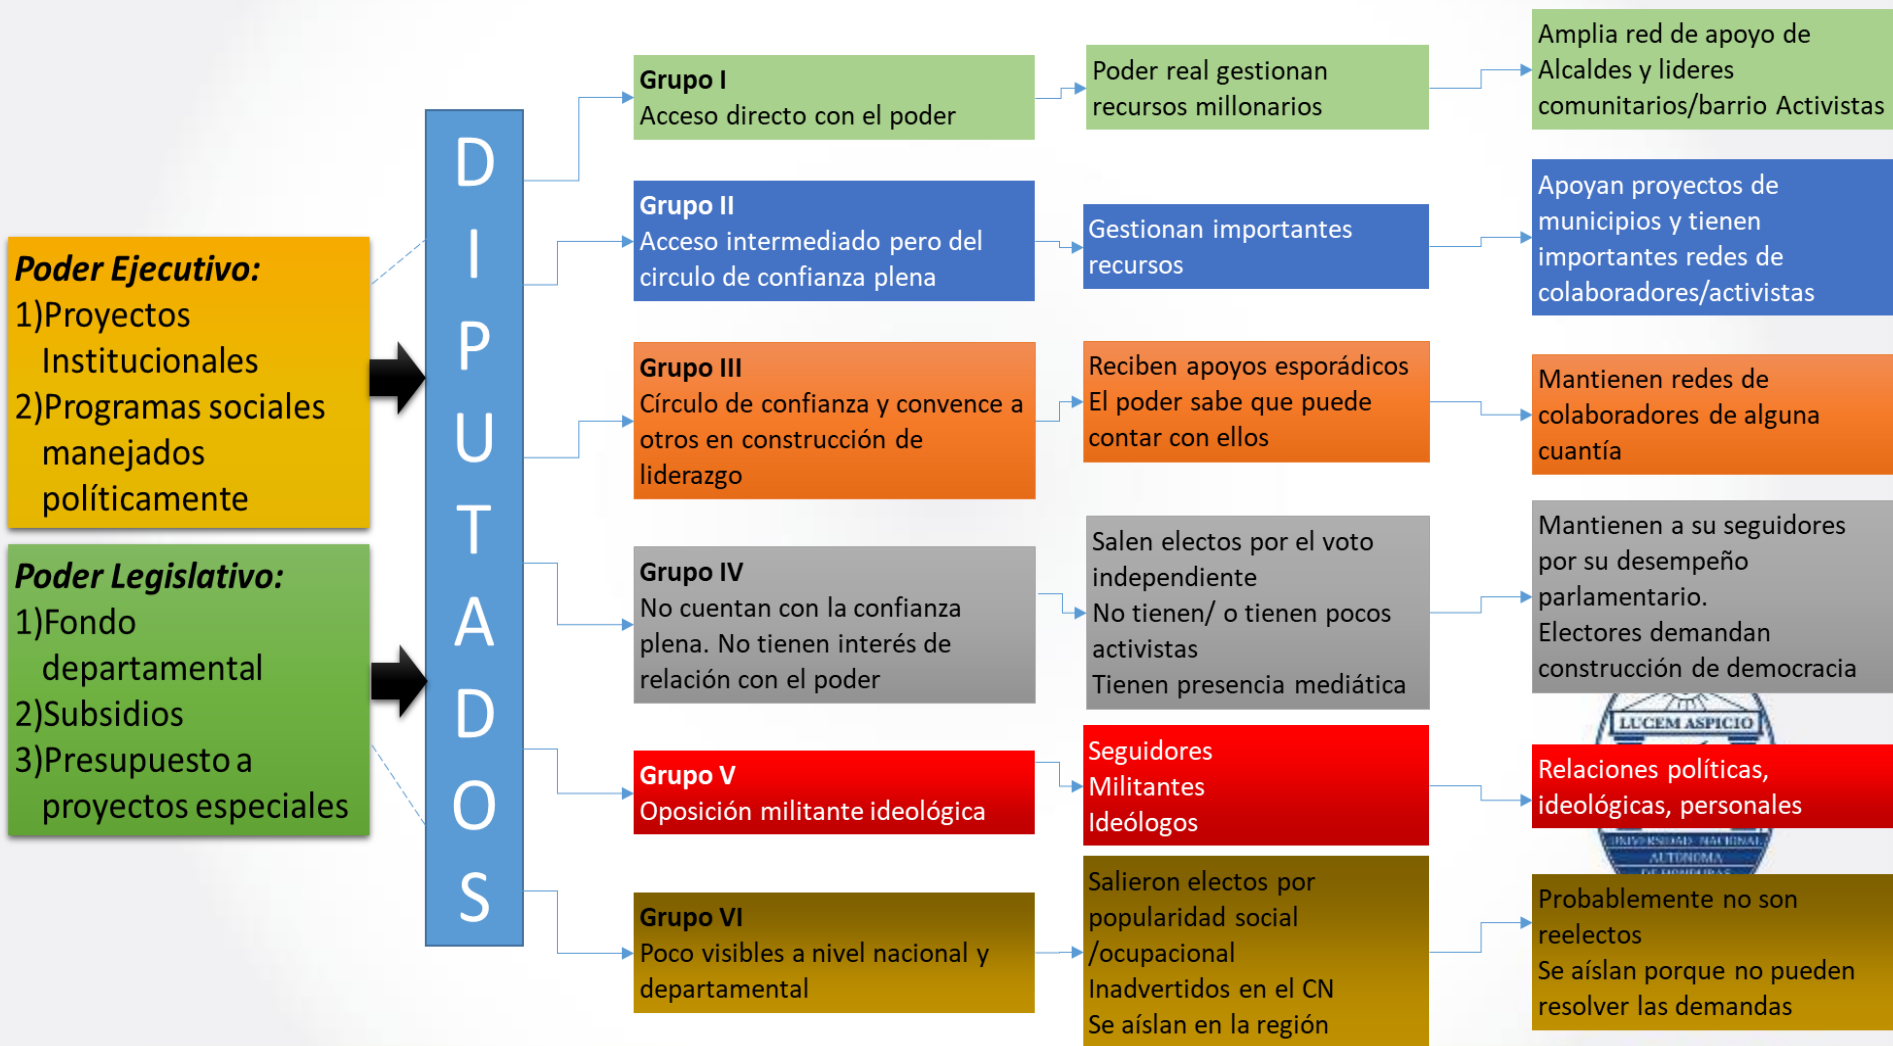 Poder Ejecutivo:
1)Proyectos
Institucionales
2)Programas sociales
manejados
políticamente
Poder Legislativo:
1)Fondo
departamental
2)Subsidios
3)Presupuesto a
proyectos especiales
D
I
P
U
T
A
D
O
S
Grupo I
Acceso directo con el poder
Poder real gestionan
recursos millonarios
Amplia red de apoyo de
Alcaldes y lideres
comunitarios/barrio Activistas
Grupo II
Acceso intermediado pero del
circulo de confianza plena
Gestionan importantes
recursos
Apoyan proyectos de
municipios y tienen
importantes redes de
colaboradores/activistas
Grupo III
Círculo de confianza y convence a
otros en construcción de
liderazgo
Reciben apoyos esporádicos
El poder sabe que puede
contar con ellos
Mantienen redes de
colaboradores de alguna
cuantía
Grupo IV
No cuentan con la confianza
plena. No tienen interés de
relación con el poder
Salen electos por el voto
independiente
No tienen/ o tienen pocos
activistas
Tienen presencia mediática
Mantienen a su seguidores
por su desempeño
parlamentario.
Electores demandan
construcción de democracia
LUCEM ASPICIO
Grupo V
Oposición militante ideológica
Seguidores
Militantes
Ideólogos
Relaciones políticas,
ideológicas, personales
UNIVERSIDAD NACIONAL
AUTÓNOMA
DE HONDURAS
Grupo VI
Poco visibles a nivel nacional y
departamental
Salieron electos por
popularidad social
/ocupacional
Inadvertidos en el CN
Se aíslan en la región
Probablemente no son
reelectos
Se aíslan porque no pueden
resolver las demandas